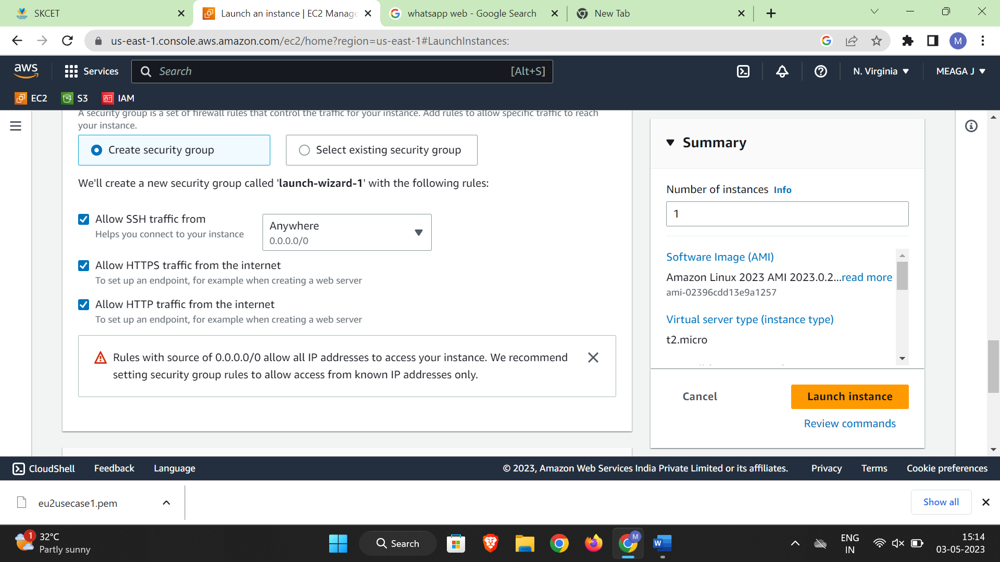 SKCET
Launch an instance | EC2 Manage
whatsapp web - Google Search
New Tab
us-east-1.console.aws.amazon.com/ec2/home?region=us-east-1#LaunchInstances:
M
aws
Services
Search
[Alt+S]
N. Virginia
MEAGA J
EC2
S3
IAM
A security group is a set of firewall rules that control the traffic for your instance. Add rules to allow specific traffic to reach
your instance.
Create security group
Select existing security group
We'll create a new security group called 'launch-wizard-1' with the following rules:
Allow SSH traffic from
Helps you connect to your instance
Anywhere
0.0.0.0/0
Allow HTTPS traffic from the internet
To set up an endpoint, for example when creating a web server
Allow HTTP traffic from the internet
To set up an endpoint, for example when creating a web server
Rules with source of 0.0.0.0/0 allow all IP addresses to access your instance. We recommend
setting security group rules to allow access from known IP addresses only.
Summary
Number of instances Info
1
Software Image (AMI)
Amazon Linux 2023 AMI 2023.0.2...read more
ami-02396cdd13e9a1257
Virtual server type (instance type)
t2.micro
Cancel
Launch instance
Review commands
CloudShell
Feedback
Language
© 2023, Amazon Web Services India Private Limited or its affiliates.
Privacy
Terms
Cookie preferences
eu2usecase1.pem
Show all
1
32°C
Partly sunny
Search
M
W
ENG
IN
15:14
03-05-2023